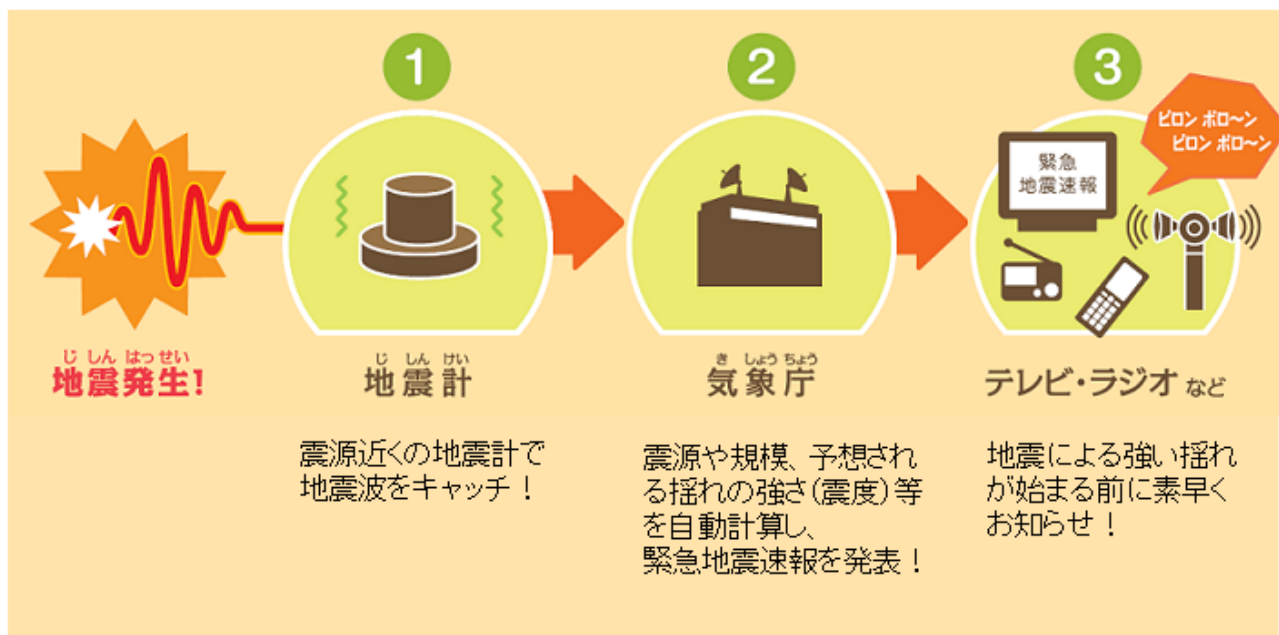 1
2
3
ピロン ポロ〜ン
ピロン ポロ〜ン
緊急
地震速報
じ しん はっ せい
地震発生!
じ しん けい
地震計
き しょう ちょう
気象庁
テレビ・ラジオ など
震源近くの地震計で
地震波をキャッチ！
震源や規模、予想され
る揺れの強さ(震度)等
を自動計算し、
緊急地震速報を発表！
地震による強い揺れ
が始まる前に素早く
お知らせ！